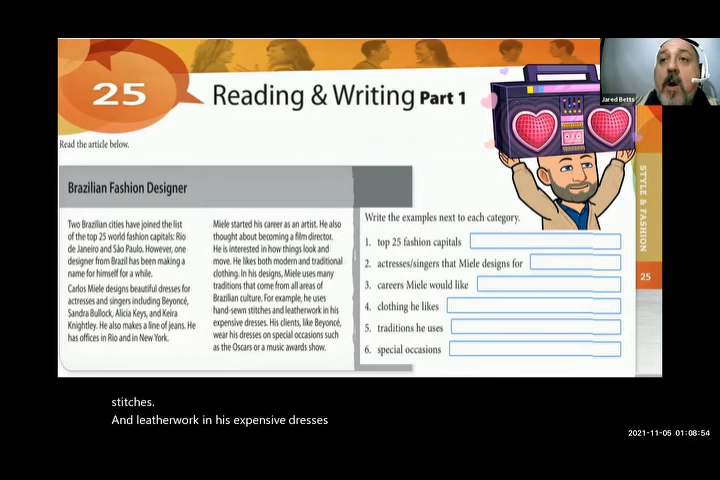 25
Reading & Writing Part 1
Jared Betts
Read the article below.
Brazilian Fashion Designer
Two Brazilian cities have joined the list
of the top 25 world fashion capitals: Rio
de Janeiro and São Paulo. However, one
designer from Brazil has been making a
name for himself for a while.
Carlos Miele designs beautiful dresses for
actresses and singers including Beyoncé,
Sandra Bullock, Alicia Keys, and Keira
Knightley. He also makes a line of jeans. He
has offices in Rio and in New York.
Miele started his career as an artist. He also
thought about becoming a film director.
He is interested in how things look and
move. He likes both modern and traditional
clothing. In his designs, Miele uses many
traditions that come from all areas of
Brazilian culture. For example, he uses
hand-sewn stitches and leatherwork in his
expensive dresses. His clients, like Beyoncé,
wear his dresses on special occasions such
as the Oscars or a music awards show.
Write the examples next to each category.
1. top 25 fashion capitals
2. actresses/singers that Miele designs for
3. careers Miele would like
4. clothing he likes
5. traditions he uses
6. special occasions
STYLE & FASHION
25
stitches.
And leatherwork in his expensive dresses
2021-11-05 01:08:54